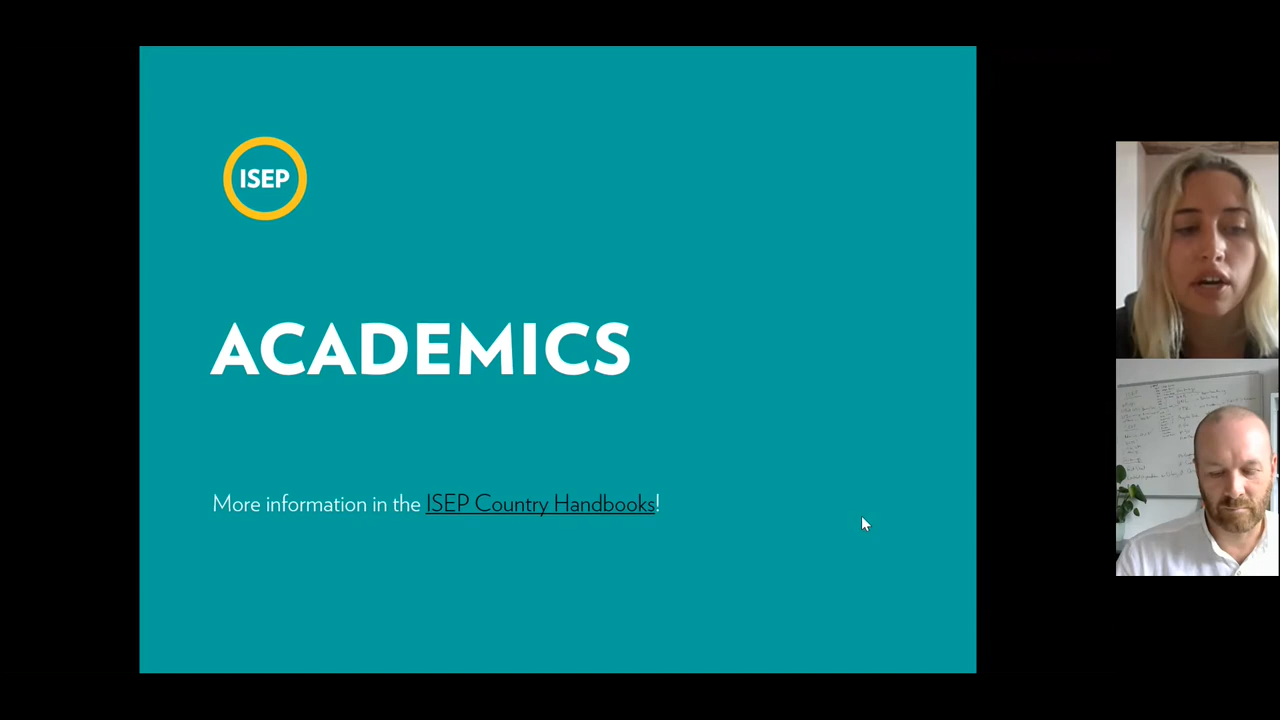 ISEP
ACADEMICS
More information in the ISEP Country Handbooks!